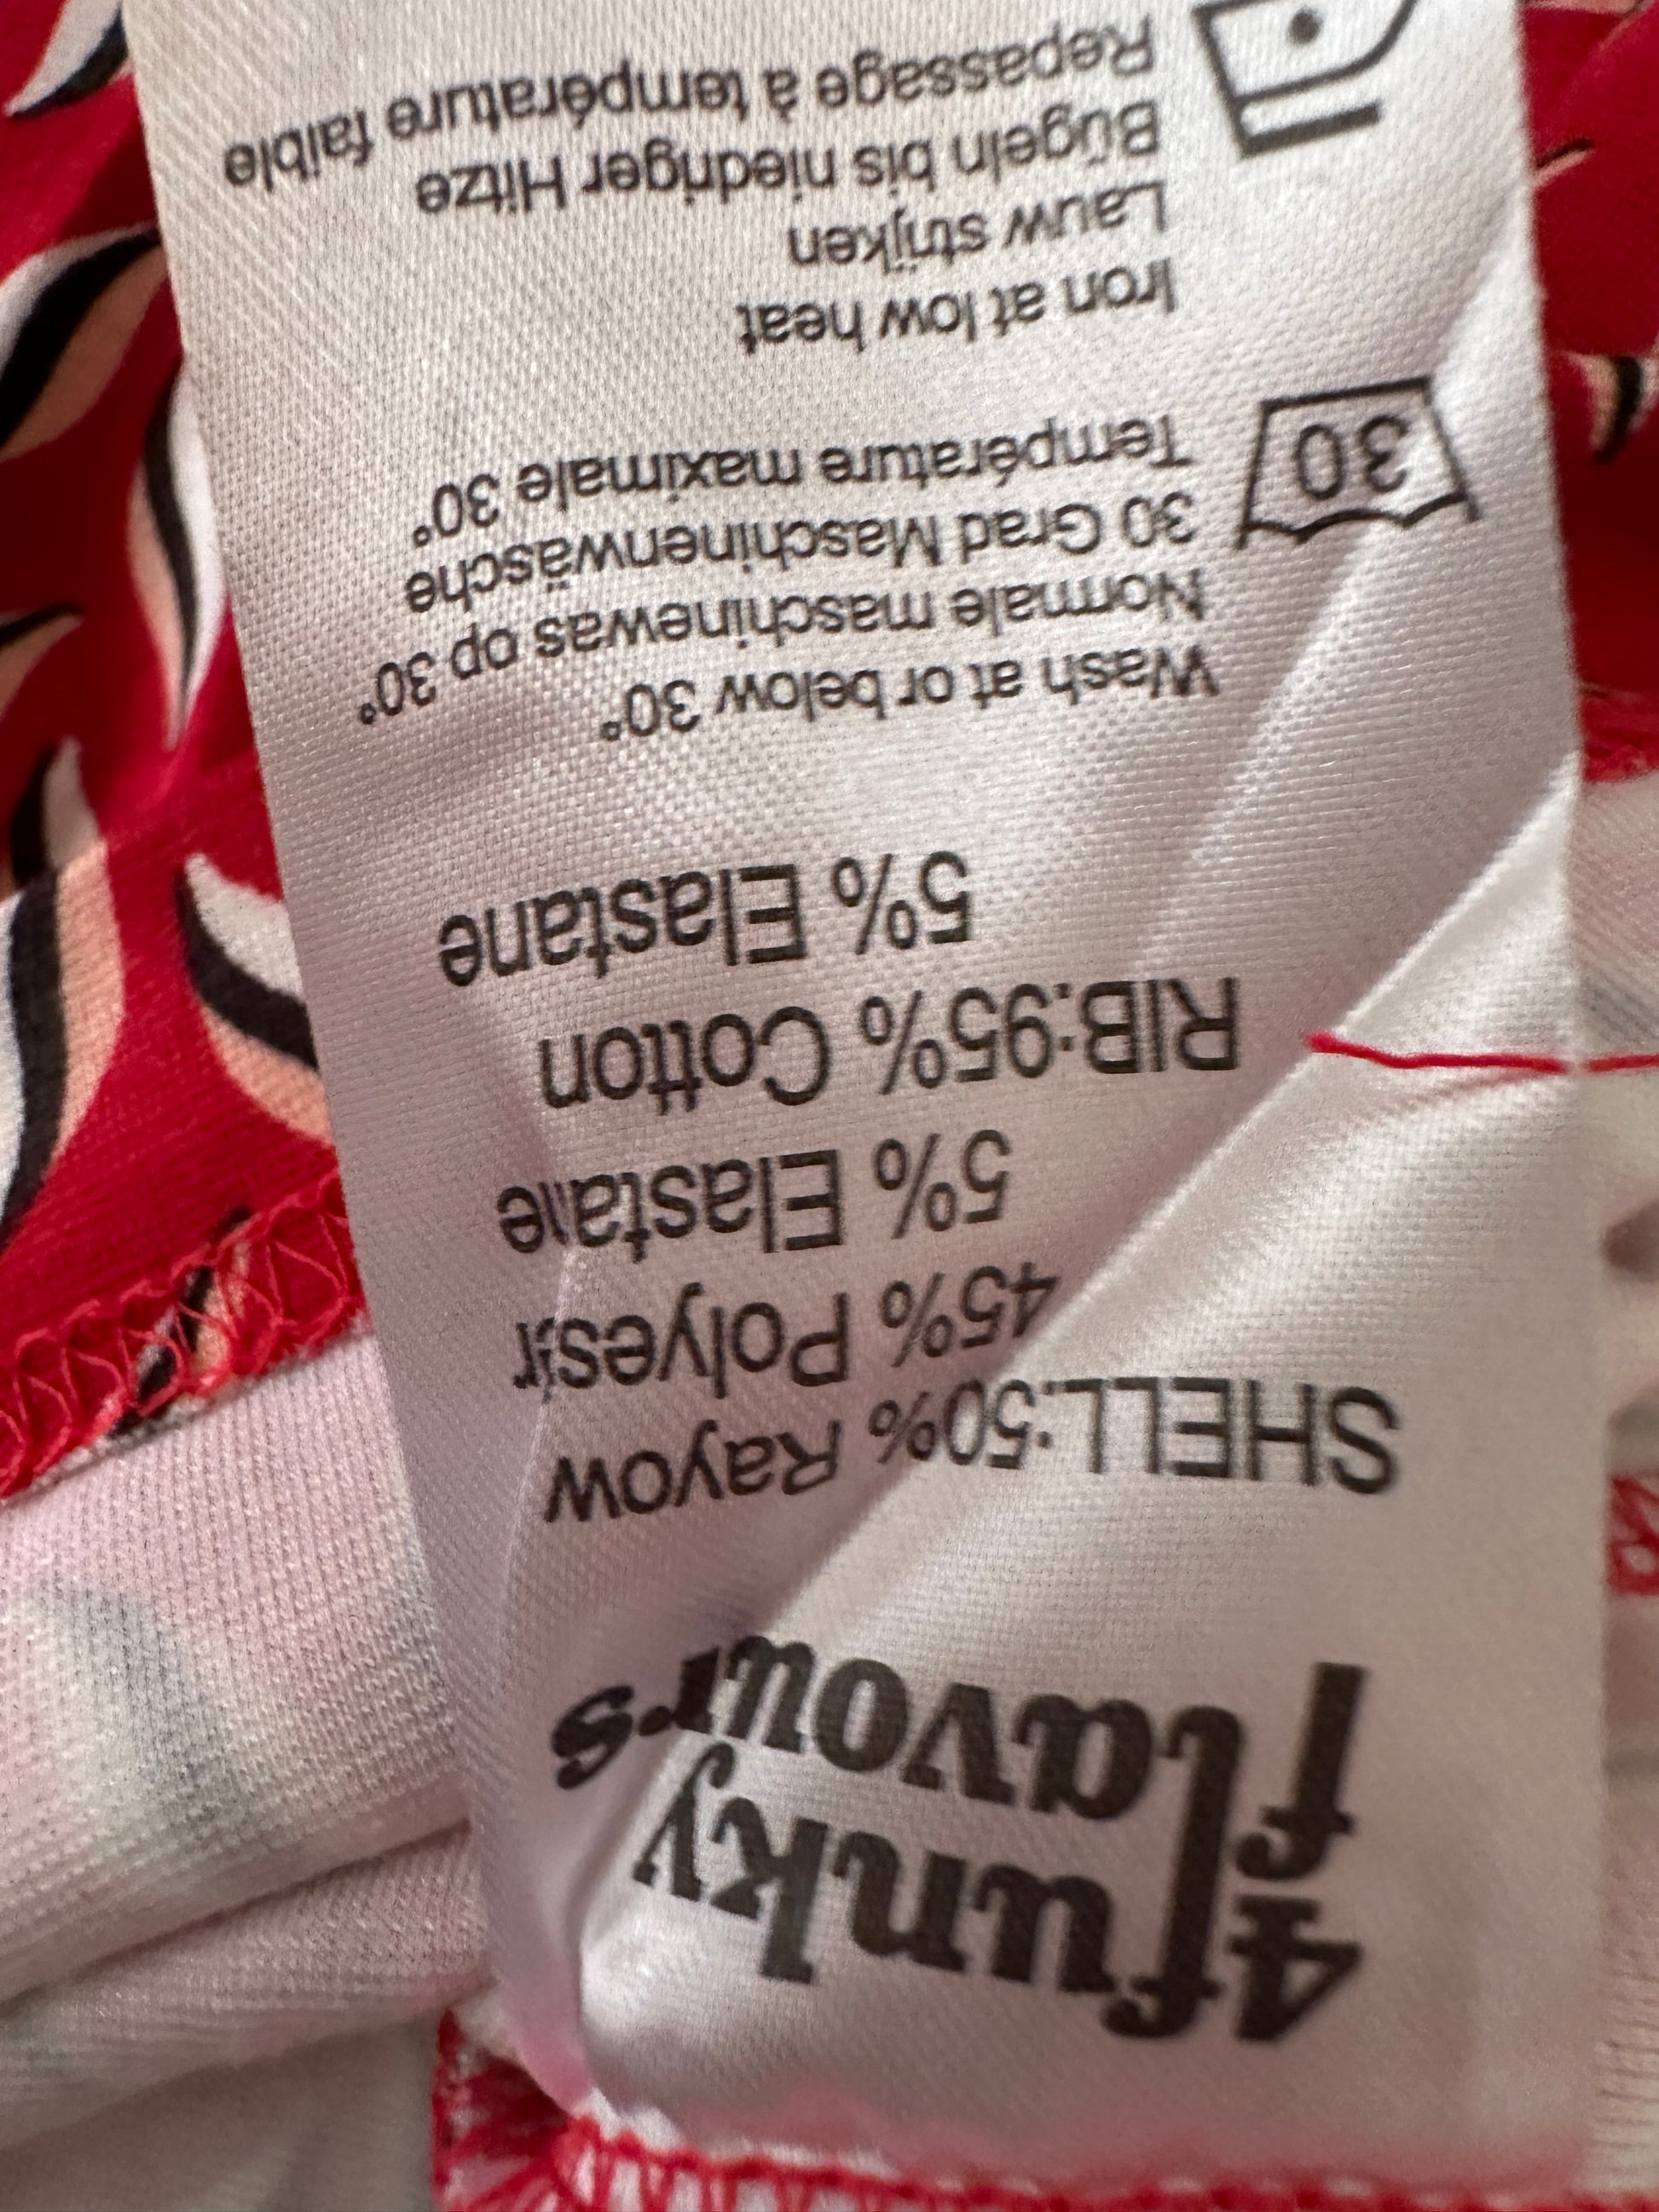 4funky
flavours
SHELL:50% Rayow
45% Polyester
5% Elastane
RIB:95% Cotton
5% Elastane
Wash at or below 30°
Normale maschinewas op 30°
30 Grad Maschinenwäsche
Température maximale 30°
30
Iron at low heat
Lauw strijken
Bügeln bis niedriger Hitze
Repassage à température faible